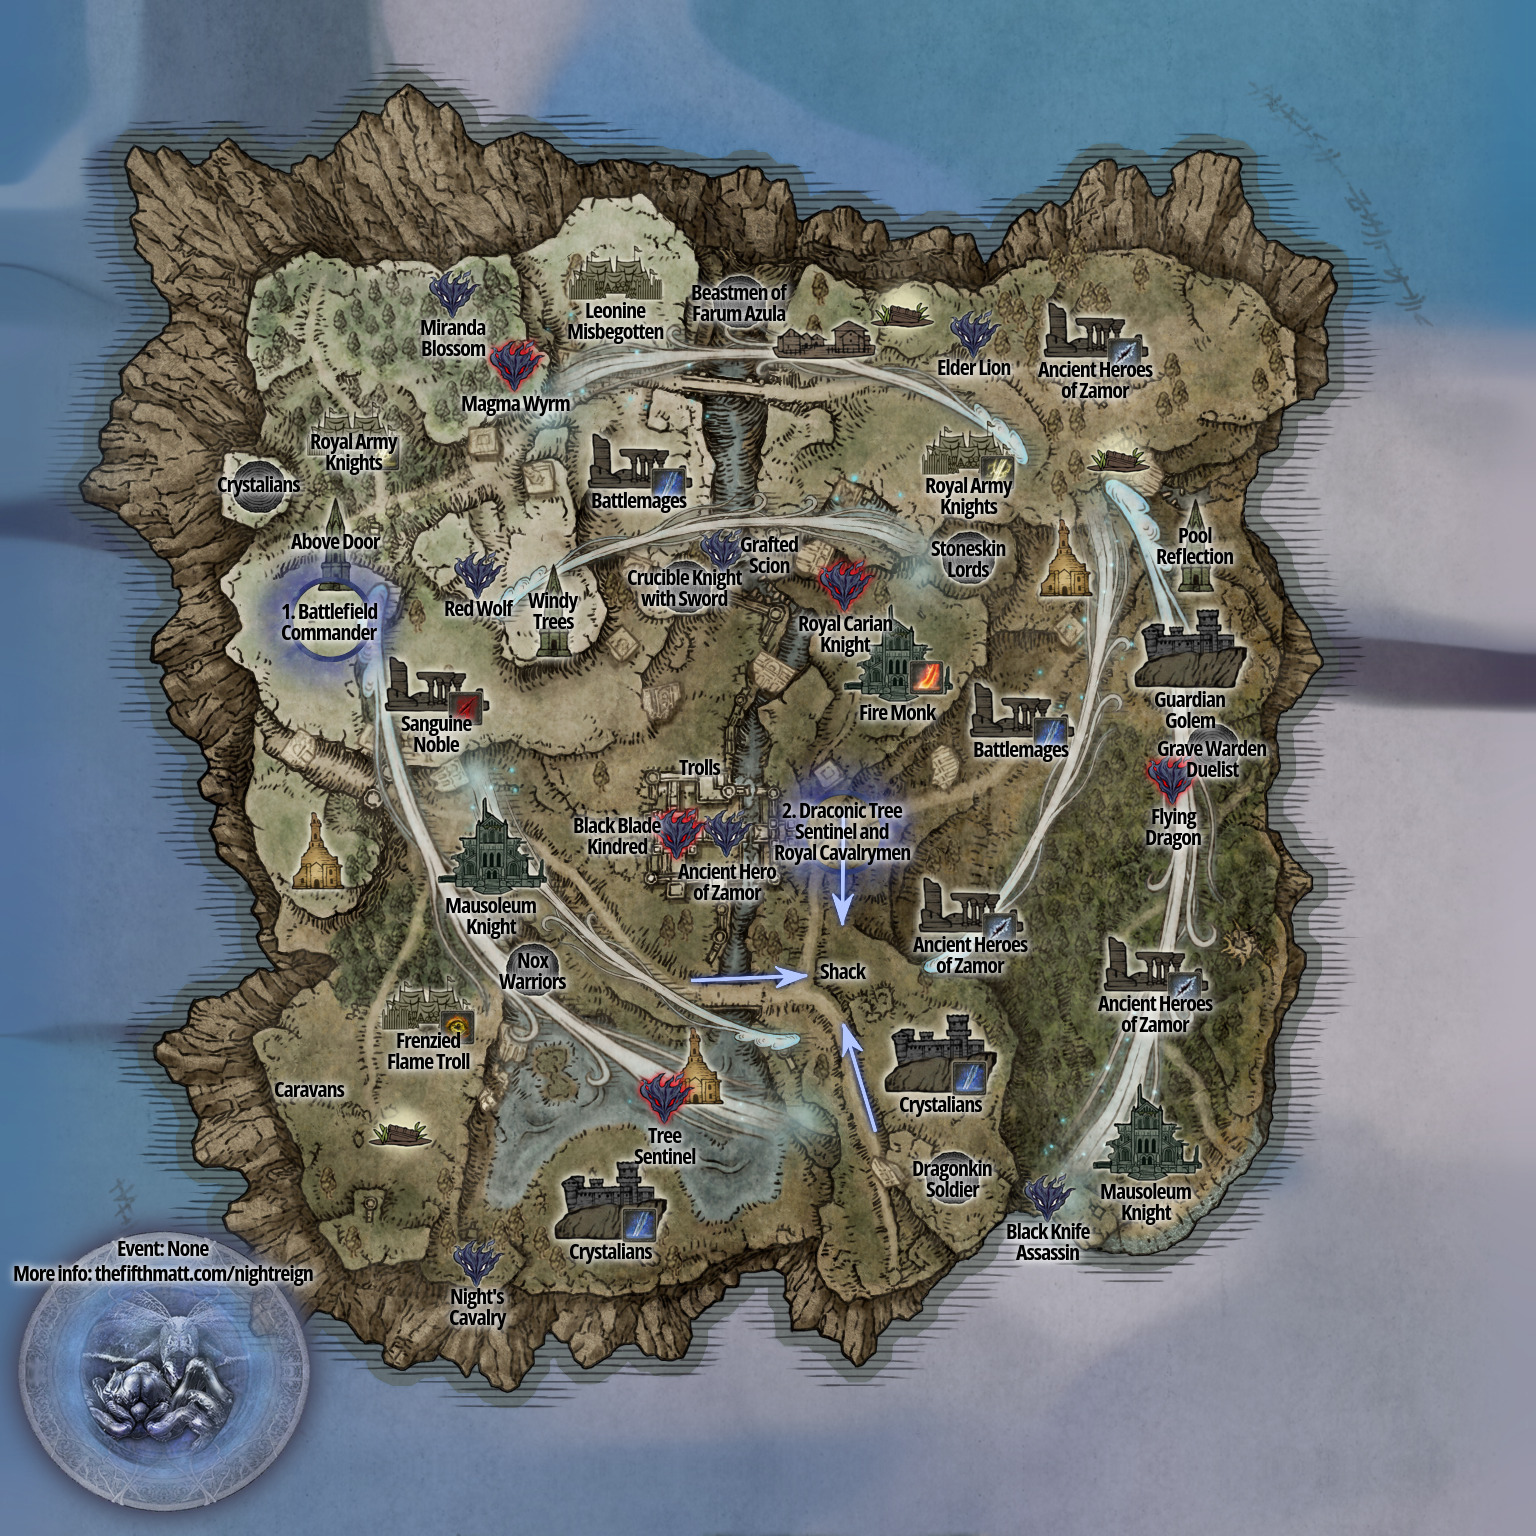 Beastmen of
Farum Azula
Leonine
Misbegotten
Miranda
Blossom
Elder Lion
Ancient Heroes
of Zamor
Magma Wyrm
Royal Army
Knights
Crystalians
Battlemages
Royal Army
Knights
Above Door
Grafted
Scion
Stoneskin
Lords
Pool
Reflection
Crucible Knight
with Sword
Red Wolf
Windy
Trees
1. Battlefield
Commander
Royal Carian
Knight
Fire Monk
Guardian
Golem
Sanguine
Noble
Battlemages
Grave Warden
Duelist
Trolls
Flying
Dragon
2. Draconic Tree
Sentinel and
Royal Cavalrymen
Black Blade
Kindred
Ancient Hero
of Zamor
Mausoleum
Knight
Ancient Heroes
of Zamor
Nox
Warriors
Shack
Ancient Heroes
of Zamor
Frenzied
Flame Troll
Caravans
Crystalians
Tree
Sentinel
Dragonkin
Soldier
Mausoleum
Knight
Black Knife
Assassin
Crystalians
Night's
Cavalry
Event: None
More info: thefifthmatt.com/nightreign